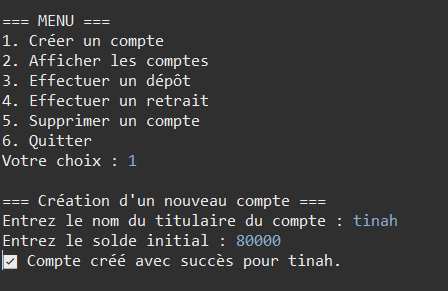 === MENU ===
1. Créer un compte
2. Afficher les comptes
3. Effectuer un dépôt
4. Effectuer un retrait
5. Supprimer un compte
6. Quitter
Votre choix : 1
=== Création d'un nouveau compte ===
Entrez le nom du titulaire du compte : tinah
Entrez le solde initial : 80000
✅ Compte créé avec succès pour tinah.